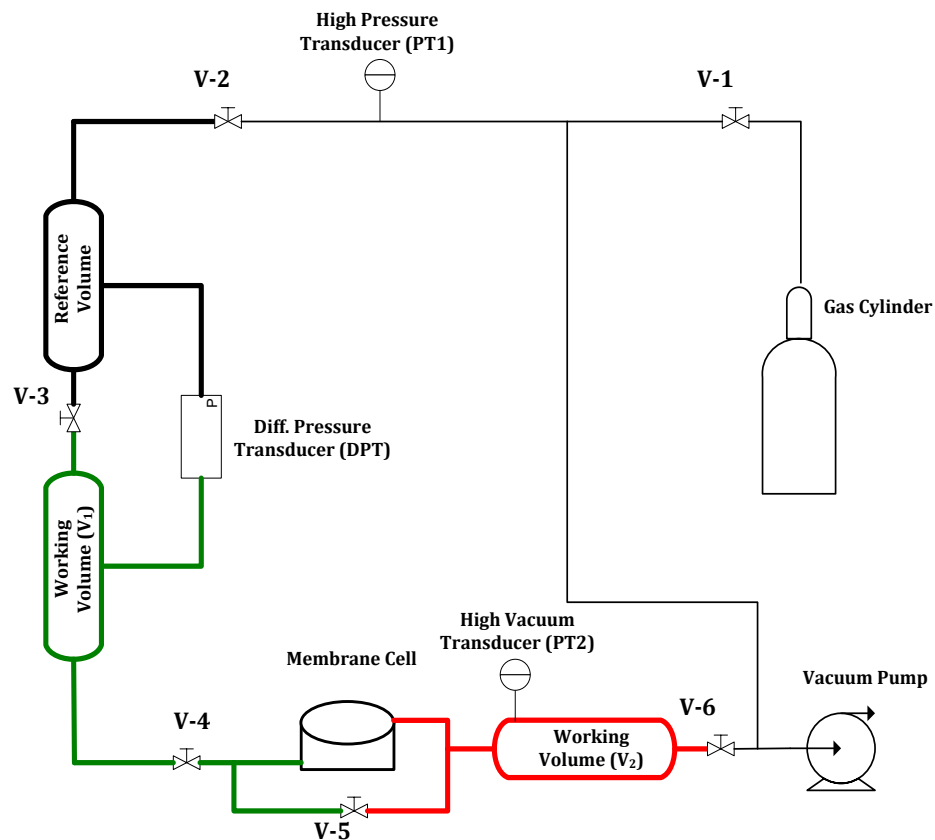 High Pressure
Transducer (PT1)
V-2
V-1
Reference
Volume
Gas Cylinder
V-3
P
Diff. Pressure
Transducer (DPT)
Working
Volume (V₁)
High Vacuum
Transducer (PT2)
Membrane Cell
Vacuum Pump
V-4
V-6
Working
Volume (V₂)
V-5